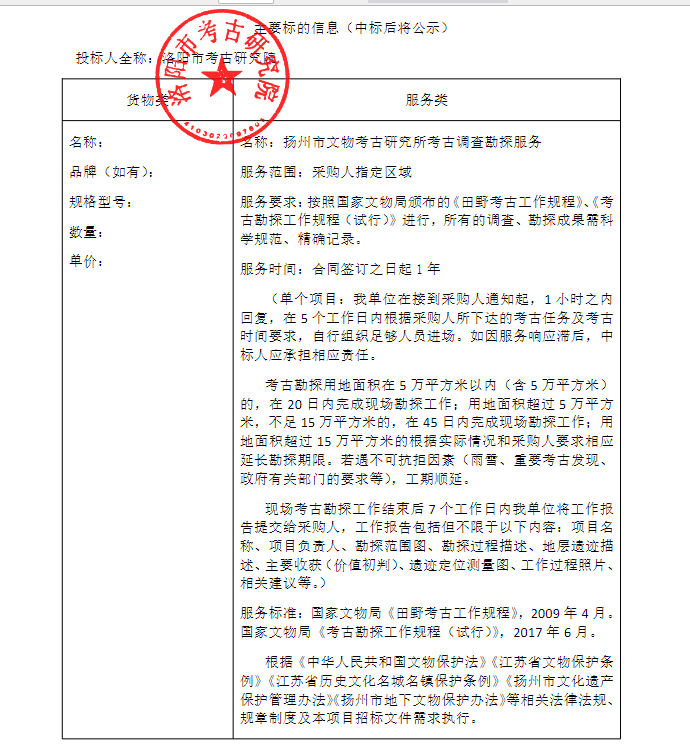 主要标的信息（中标后将公示）
投标人全称：洛阳市考古研究院
洛阳市考古研究院
货物类
服务类
名称：
品牌（如有）：
规格型号：
数量：
单价：
名称：扬州市文物考古研究所考古调查勘探服务
服务范围：采购人指定区域
服务要求：按照国家文物局颁布的《田野考古工作规程》、《考
古勘探工作规程（试行）》进行，所有的调查、勘探成果需科
学规范、精确记录。
服务时间：合同签订之日起 1 年
（单个项目：我单位在接到采购人通知起，1 小时之内
回复，在 5 个工作日内根据采购人所下达的考古任务及考古
时间要求，自行组织足够人员进场。如因服务响应滞后，中
标人应承担相应责任。
考古勘探用地面积在 5 万平方米以内（含 5 万平方米）
的，在 20 日内完成现场勘探工作；用地面积超过 5 万平方
米，不足 15 万平方米的，在 45 日内完成现场勘探工作；用
地面积超过 15 万平方米的根据实际情况和采购人要求相应
延长勘探期限。若遇不可抗拒因素（雨雪、重要考古发现、
政府有关部门的要求等），工期顺延。
现场考古勘探工作结束后 7 个工作日内我单位将工作报
告提交给采购人，工作报告包括但不限于以下内容：项目名
称、项目负责人、勘探范围图、勘探过程描述、地层遗迹描
述、主要收获（价值初判）、遗迹定位测量图、工作过程照片、
相关建议等。）
服务标准：国家文物局《田野考古工作规程》，2009 年 4 月。
国家文物局《考古勘探工作规程（试行）》，2017 年 6 月。
根据《中华人民共和国文物保护法》《江苏省文物保护条
例》《江苏省历史文化名城名镇保护条例》《扬州市文化遗产
保护管理办法》《扬州市地下文物保护办法》等相关法律法规、
规章制度及本项目招标文件需求执行。